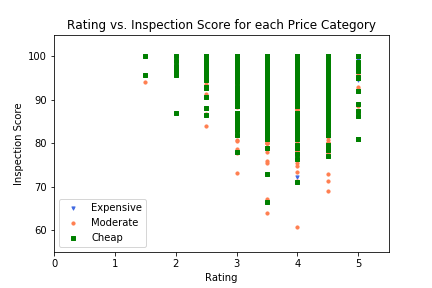 Rating vs. Inspection Score for each Price Category
Inspection Score
100
90
80
70
60
Expensive
Moderate
Cheap
0
1
2
3
4
5
Rating